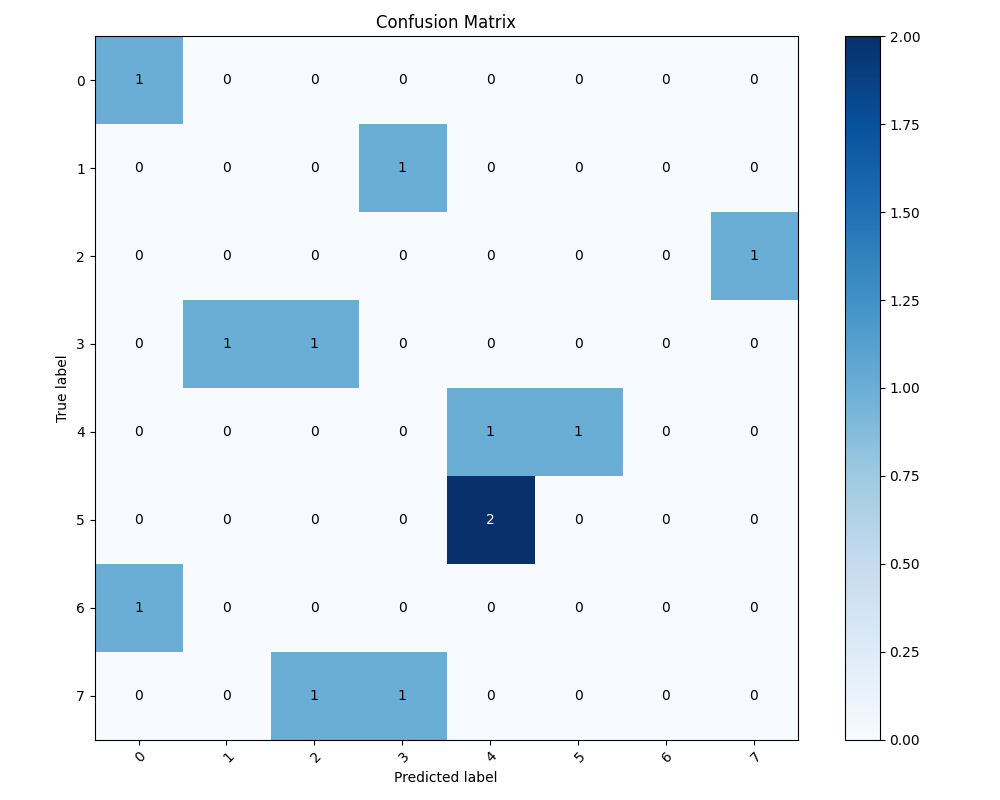 Confusion Matrix
0 1 0 0 0 0 0 0 0
1 0 0 0 1 0 0 0 0
2 0 0 0 0 0 0 0 1
3 0 1 1 0 0 0 0 0
4 0 0 0 0 1 1 0 0
5 0 0 0 0 2 0 0 0
6 1 0 0 0 0 0 0 0
7 0 0 1 1 0 0 0 0
0 1 2 3 4 5 6 7
True label
Predicted label
2.00
1.75
1.50
1.25
1.00
0.75
0.50
0.25
0.00